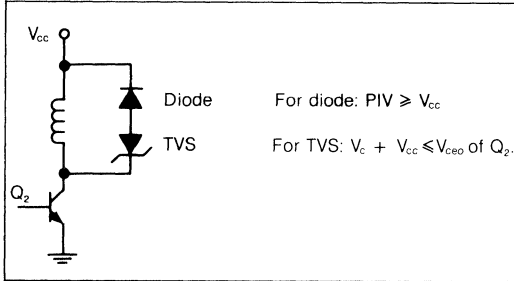 Vcc
Diode For diode: PIV ⩾ Vcc
TVS For TVS: Vc + Vcc ⩽ Vceo of Q2.
Q2